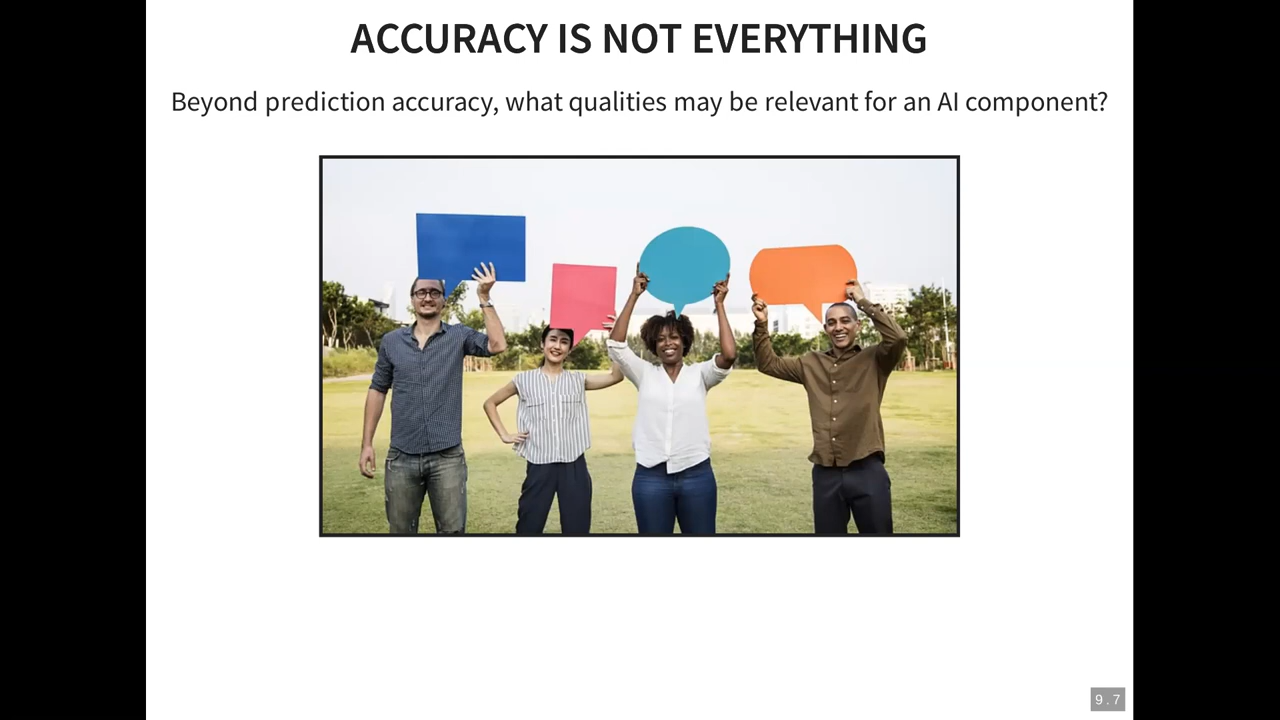 ACCURACY IS NOT EVERYTHING
Beyond prediction accuracy, what qualities may be relevant for an AI component?
9.7